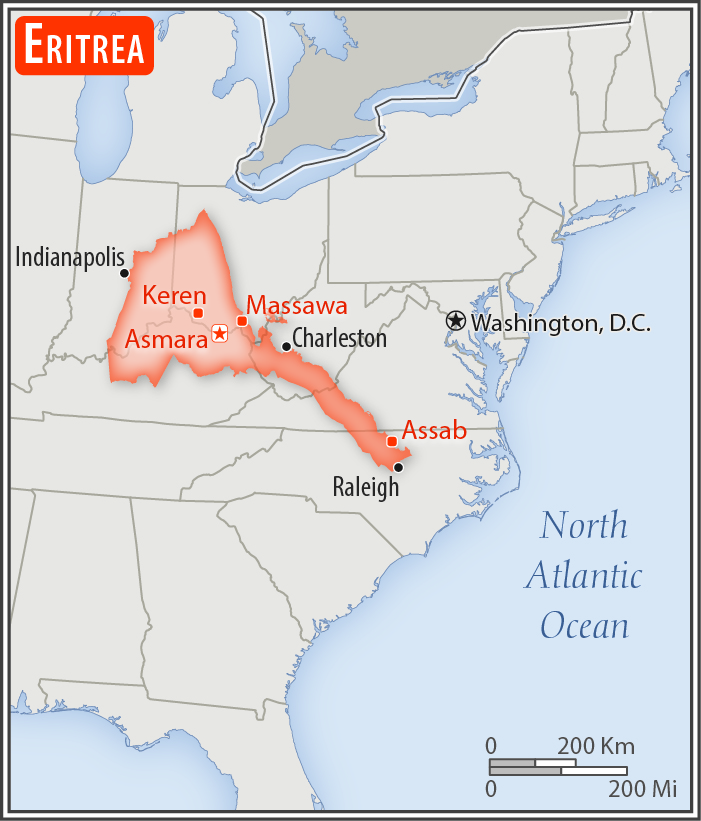 ERITREA
Indianapolis
Keren
Massawa
Asmara
Charleston
Washington, D.C.
Assab
Raleigh
North
Atlantic
Ocean
0 200 Km
0 200 Mi